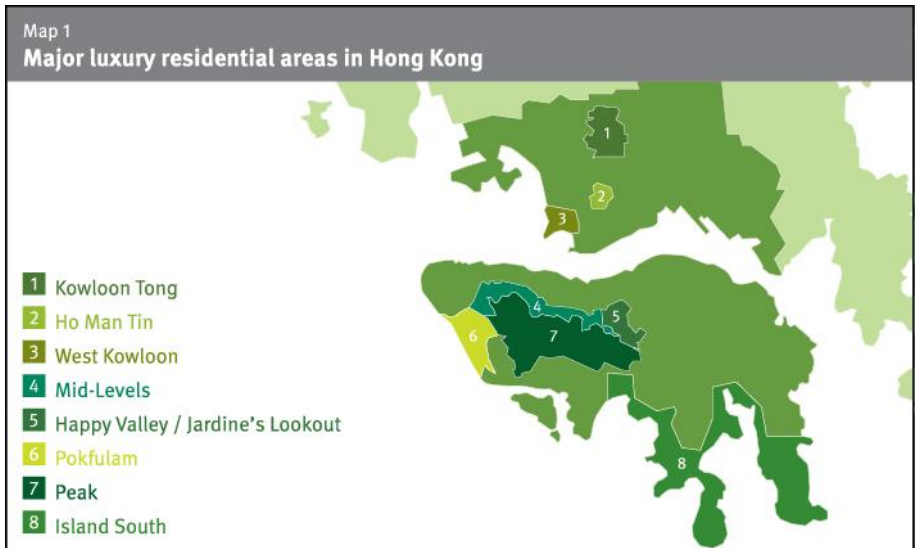 Map 1
Major luxury residential areas in Hong Kong
1
2
3
1 Kowloon Tong
2 Ho Man Tin
3 West Kowloon
4 Mid-Levels
5 Happy Valley / Jardine's Lookout
6 Pokfulam
7 Peak
8 Island South
4
5
6
7
8